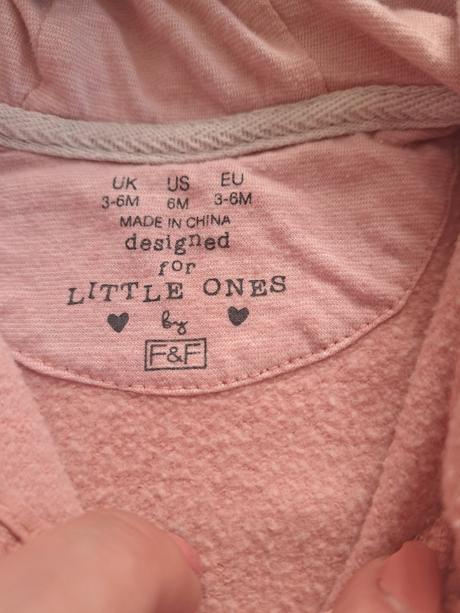 UK US EU
3-6M 6M 3-6M
MADE IN CHINA
designed
for
LITTLE ONES
by
F&F